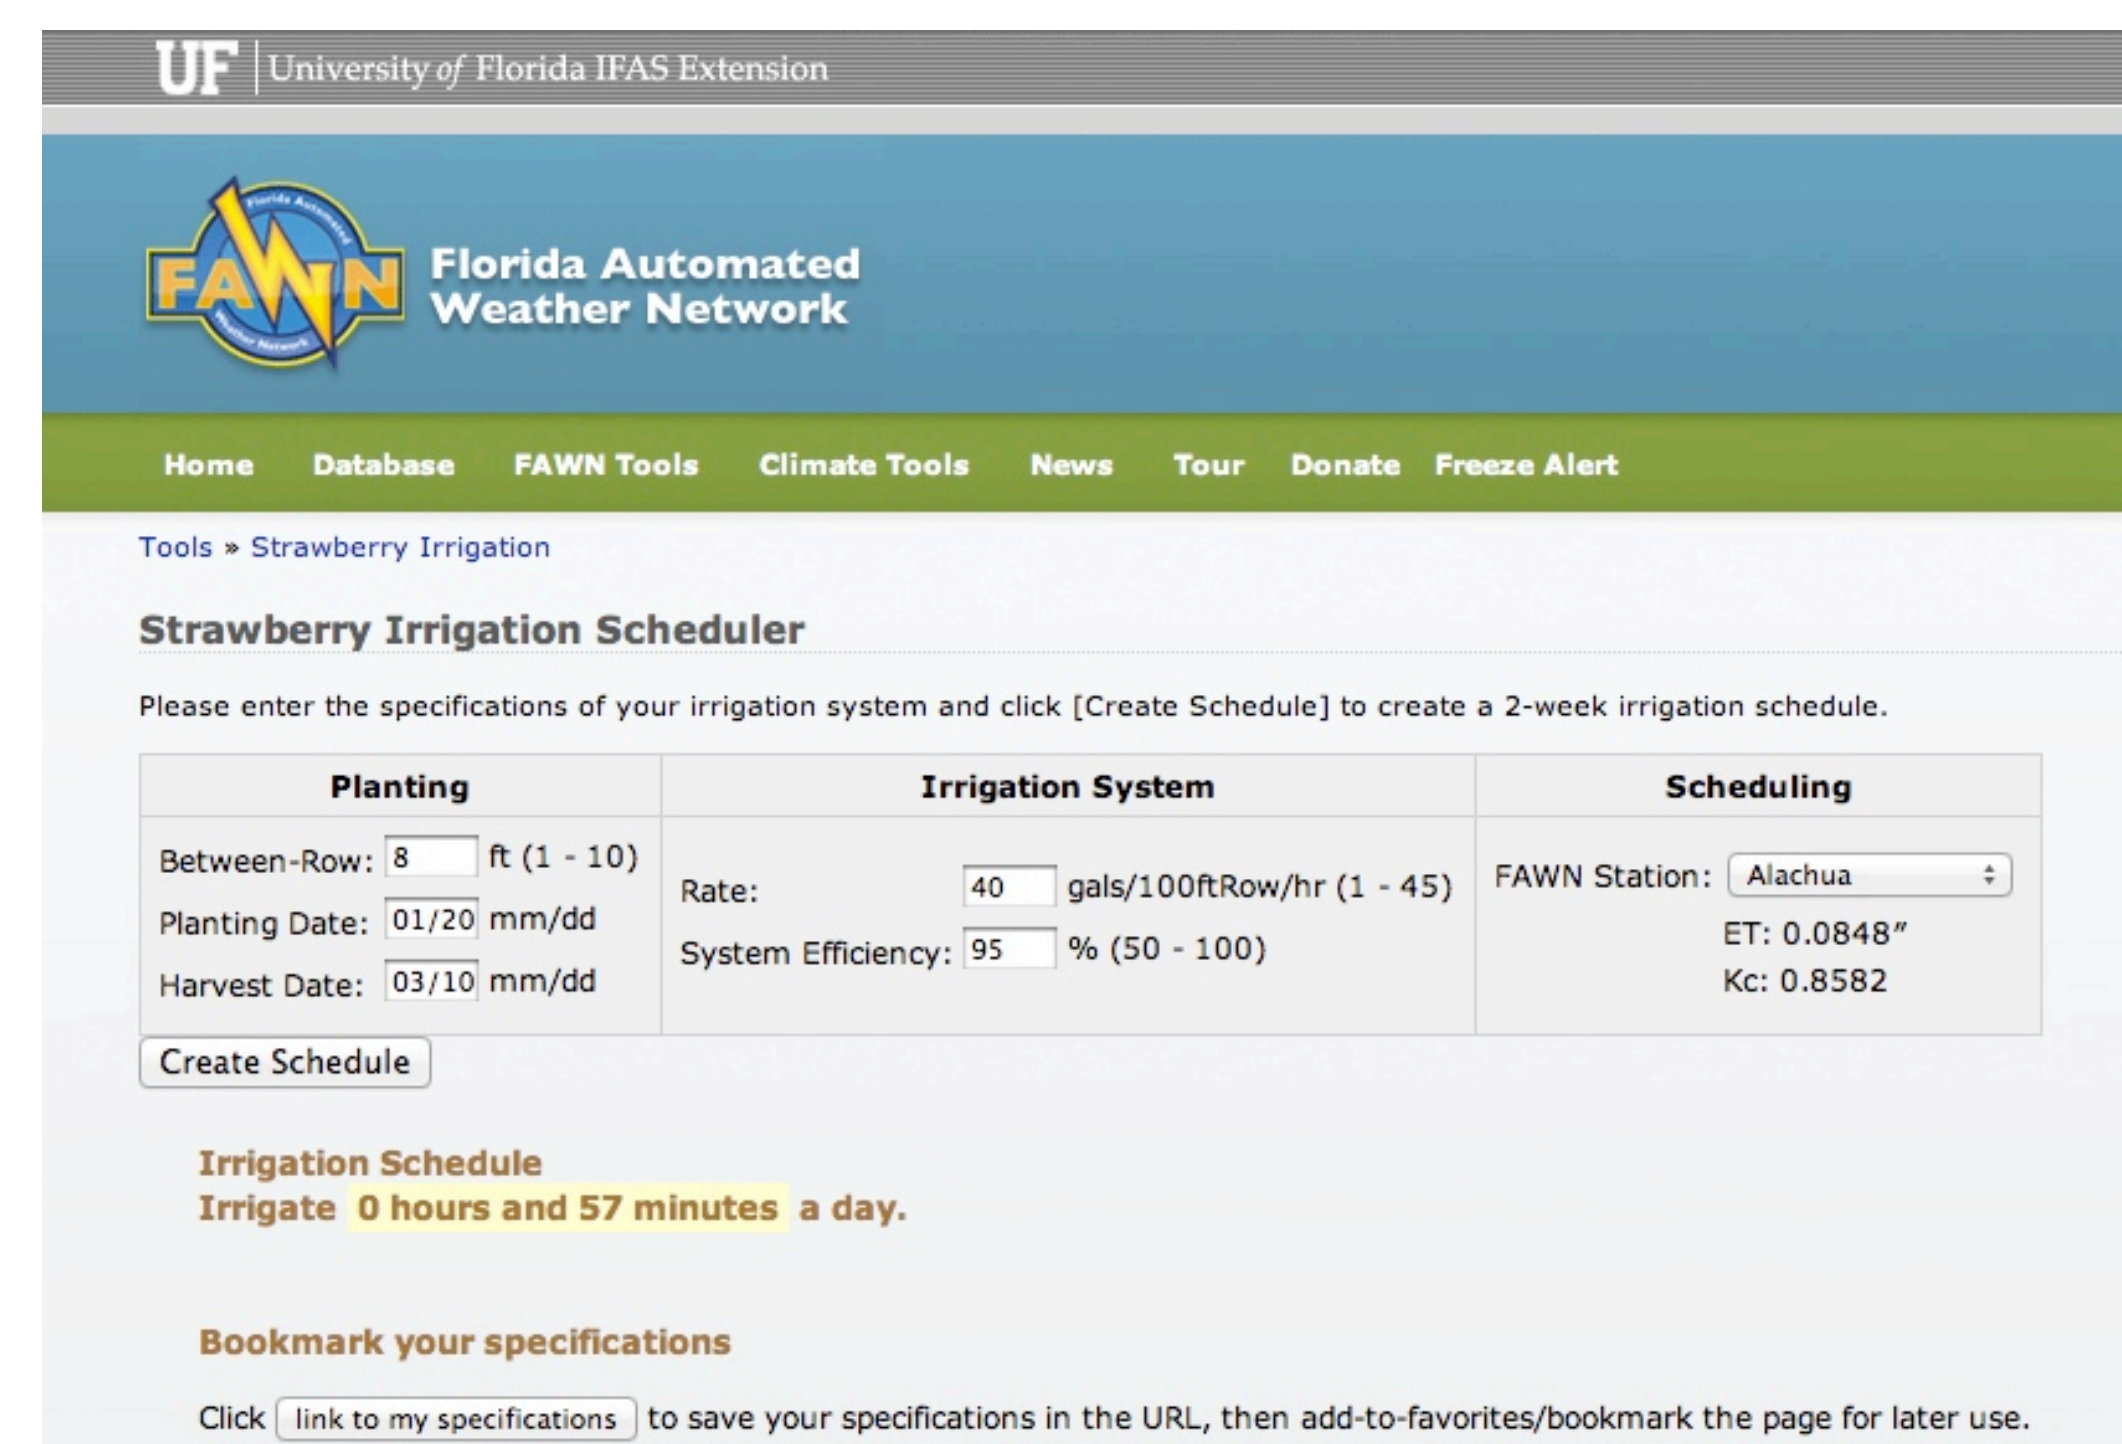 UF University of Florida IFAS Extension
Florida Automated
Weather Network
FAWN
Florida Automated
Weather Network
Home Database FAWN Tools Climate Tools News Tour Donate Freeze Alert
Tools » Strawberry Irrigation
Strawberry Irrigation Scheduler
Please enter the specifications of your irrigation system and click [Create Schedule] to create a 2-week irrigation schedule.
Planting Irrigation System Scheduling
Between-Row: 8 ft (1 - 10)
Planting Date: 01/20 mm/dd
Harvest Date: 03/10 mm/dd
Rate: 40 gals/100ftRow/hr (1 - 45)
System Efficiency: 95 % (50 - 100)
FAWN Station: Alachua
ET: 0.0848″
Kc: 0.8582
Create Schedule
Irrigation Schedule
Irrigate 0 hours and 57 minutes a day.
Bookmark your specifications
Click link to my specifications to save your specifications in the URL, then add-to-favorites/bookmark the page for later use.